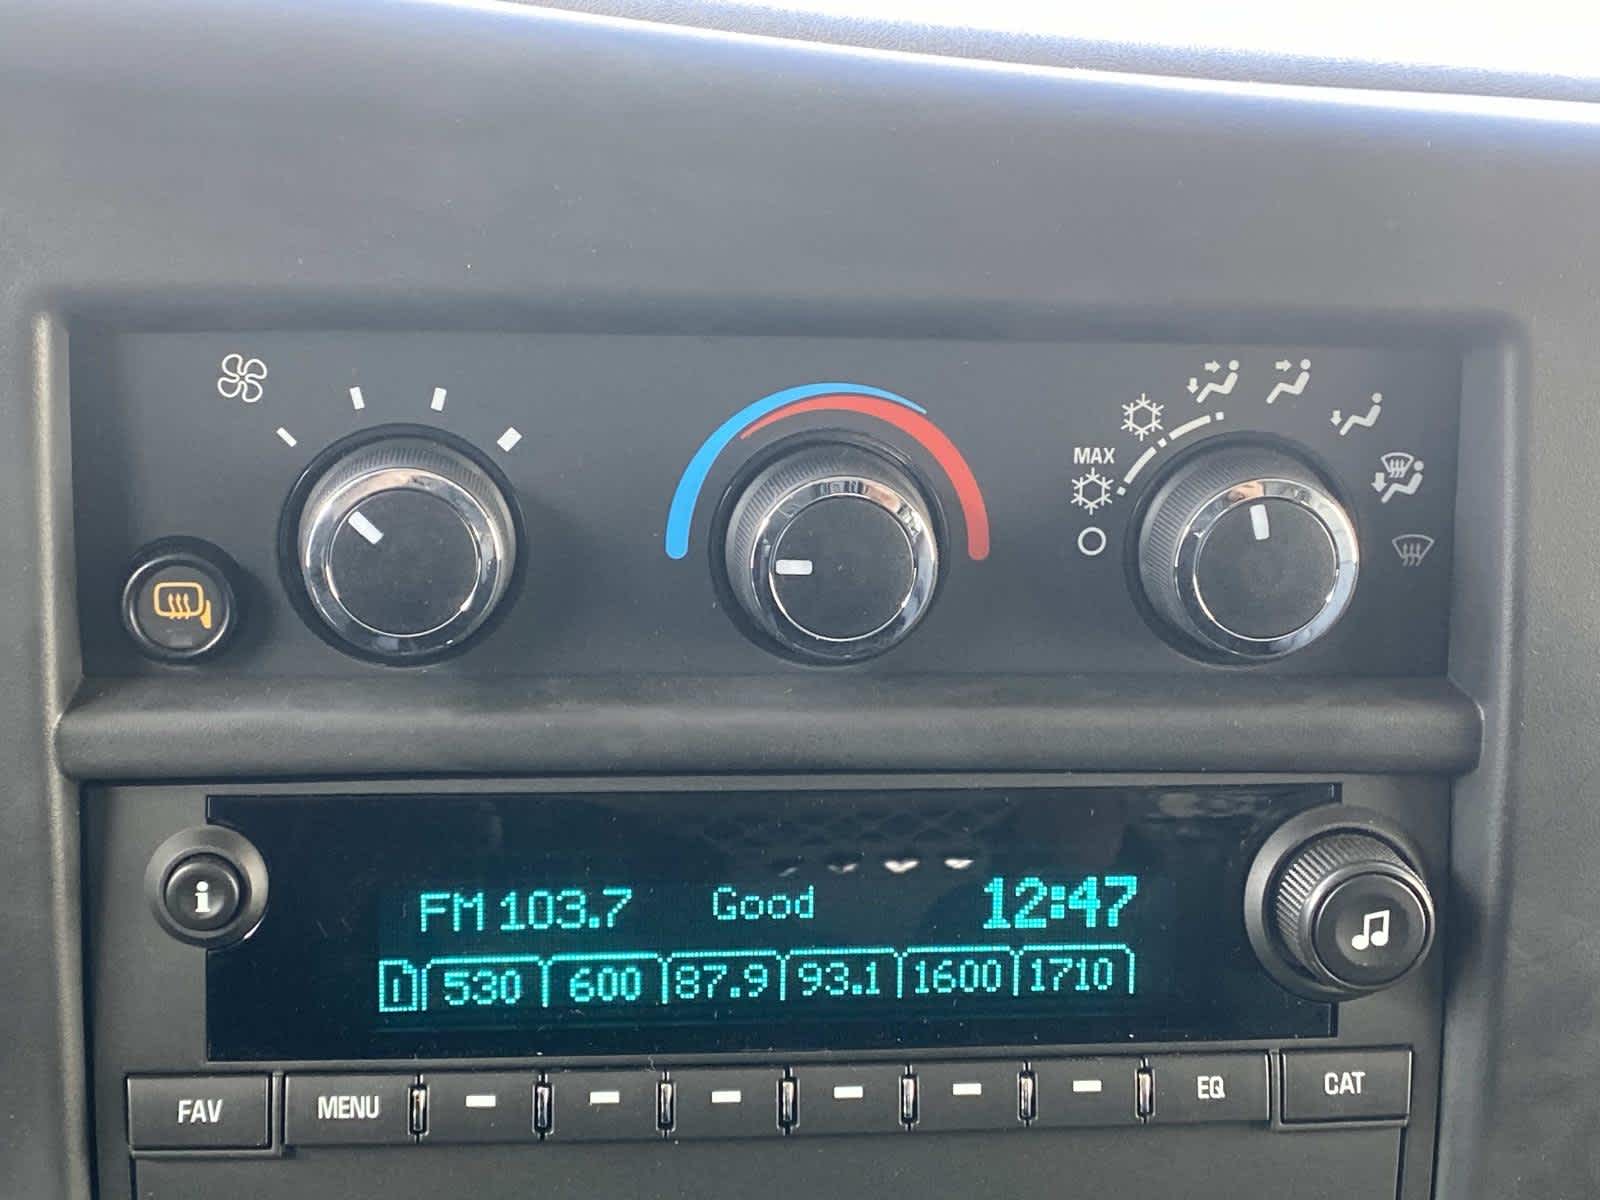 MAX
FM 103.7 Good 12:47
1 530 600 87.9 93.1 1600 1710
i
FAV MENU EQ CAT